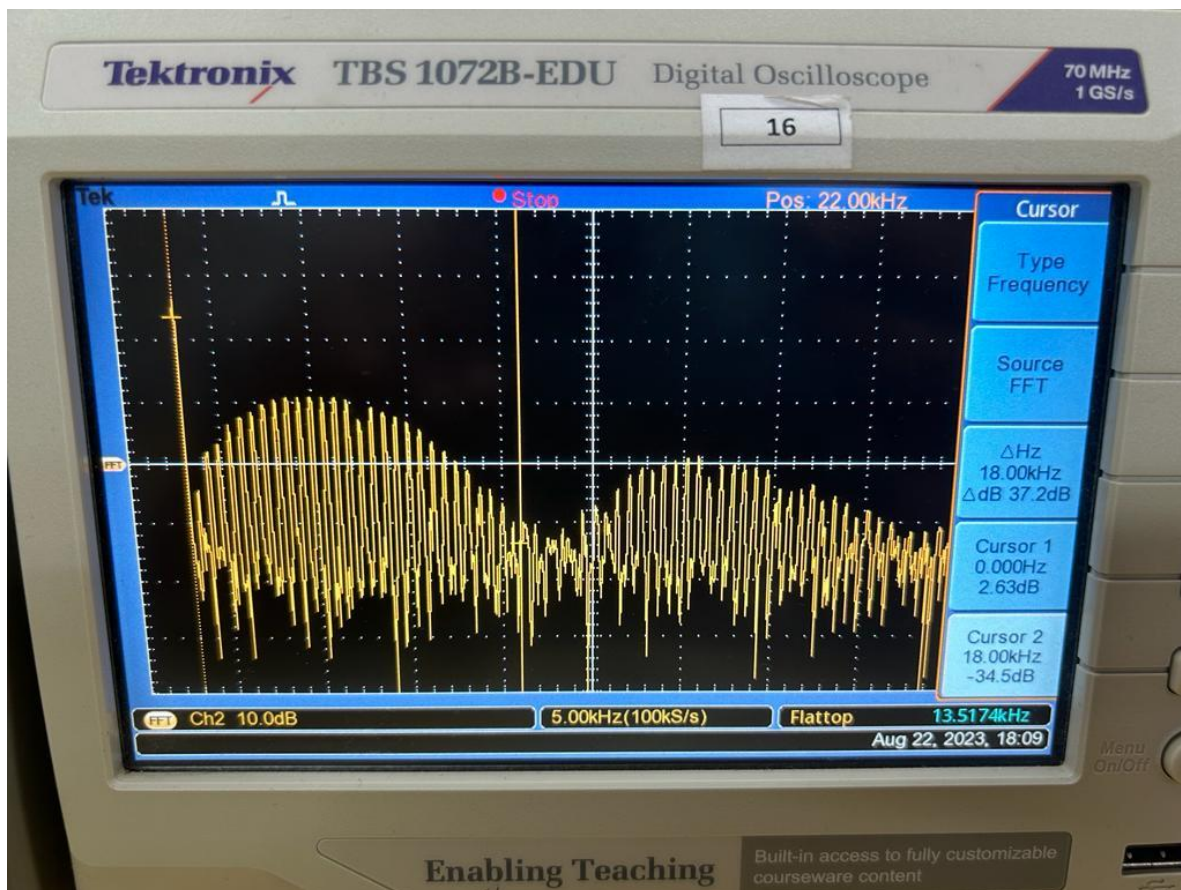 Tektronix TBS 1072B-EDU Digital Oscilloscope
70 MHz
1 GS/s
16
Tek
Stop
Pos: 22.00kHz
Cursor
Type
Frequency
Source
FFT
ΔHz
18.00kHz
ΔdB 37.2dB
Cursor 1
0.000Hz
2.63dB
Cursor 2
18.00kHz
-34.5dB
FFT
FFT Ch2 10.0dB
5.00kHz(100kS/s)
Flattop
13.5174kHz
Aug 22, 2023, 18:09
Menu
On/Off
Enabling Teaching
Built-in access to fully customizable
courseware content